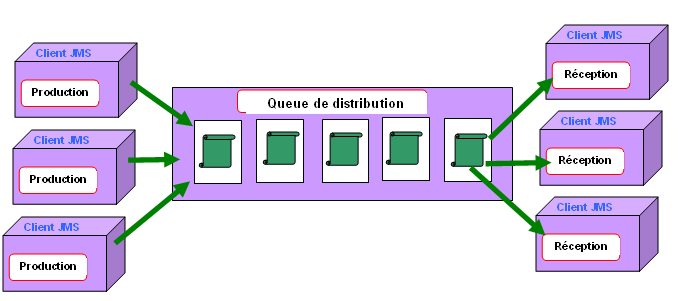 Client JMS
Production
Client JMS
Production
Client JMS
Production
Queue de distribution
Client JMS
Réception
Client JMS
Réception
Client JMS
Réception